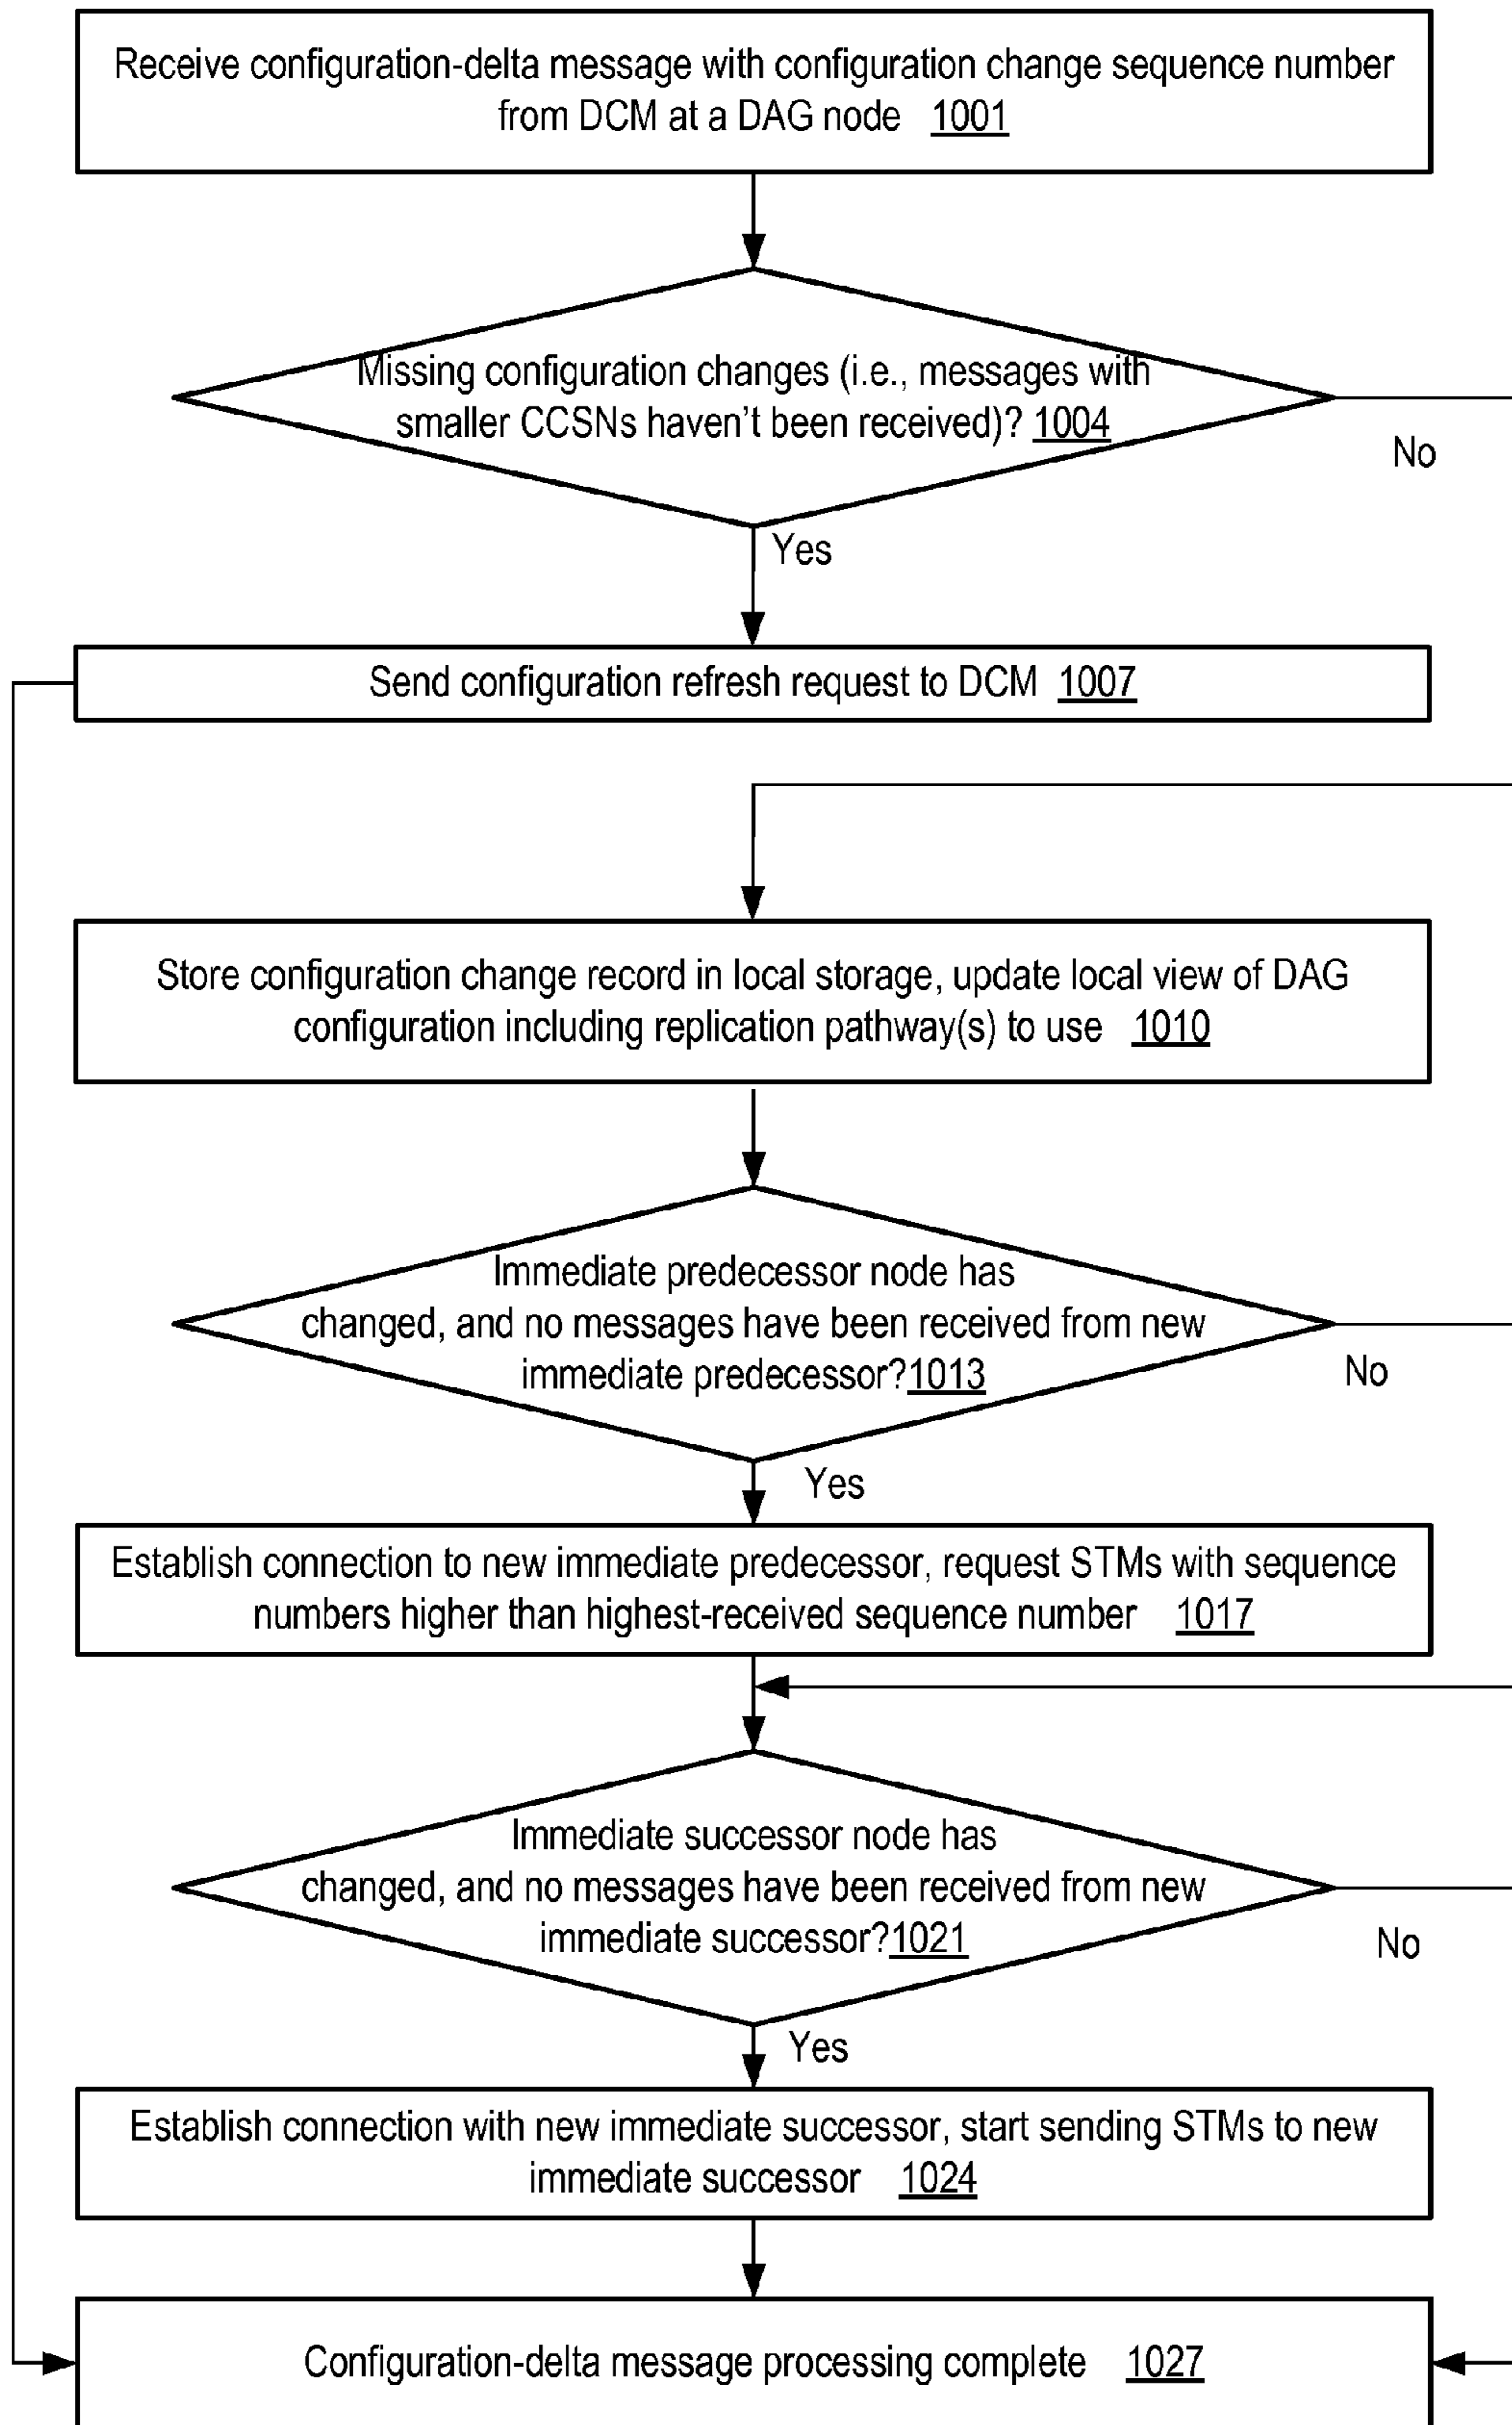 Receive configuration-delta message with configuration change sequence number
from DCM at a DAG node 1001
Missing configuration changes (i.e., messages with
smaller CCSNs haven't been received)? 1004
No
Yes
Send configuration refresh request to DCM 1007
Store configuration change record in local storage, update local view of DAG
configuration including replication pathway(s) to use 1010
Immediate predecessor node has
changed, and no messages have been received from new
immediate predecessor?1013
No
Yes
Establish connection to new immediate predecessor, request STMs with sequence
numbers higher than highest-received sequence number 1017
Immediate successor node has
changed, and no messages have been received from new
immediate successor?1021
No
Yes
Establish connection with new immediate successor, start sending STMs to new
immediate successor 1024
Configuration-delta message processing complete 1027